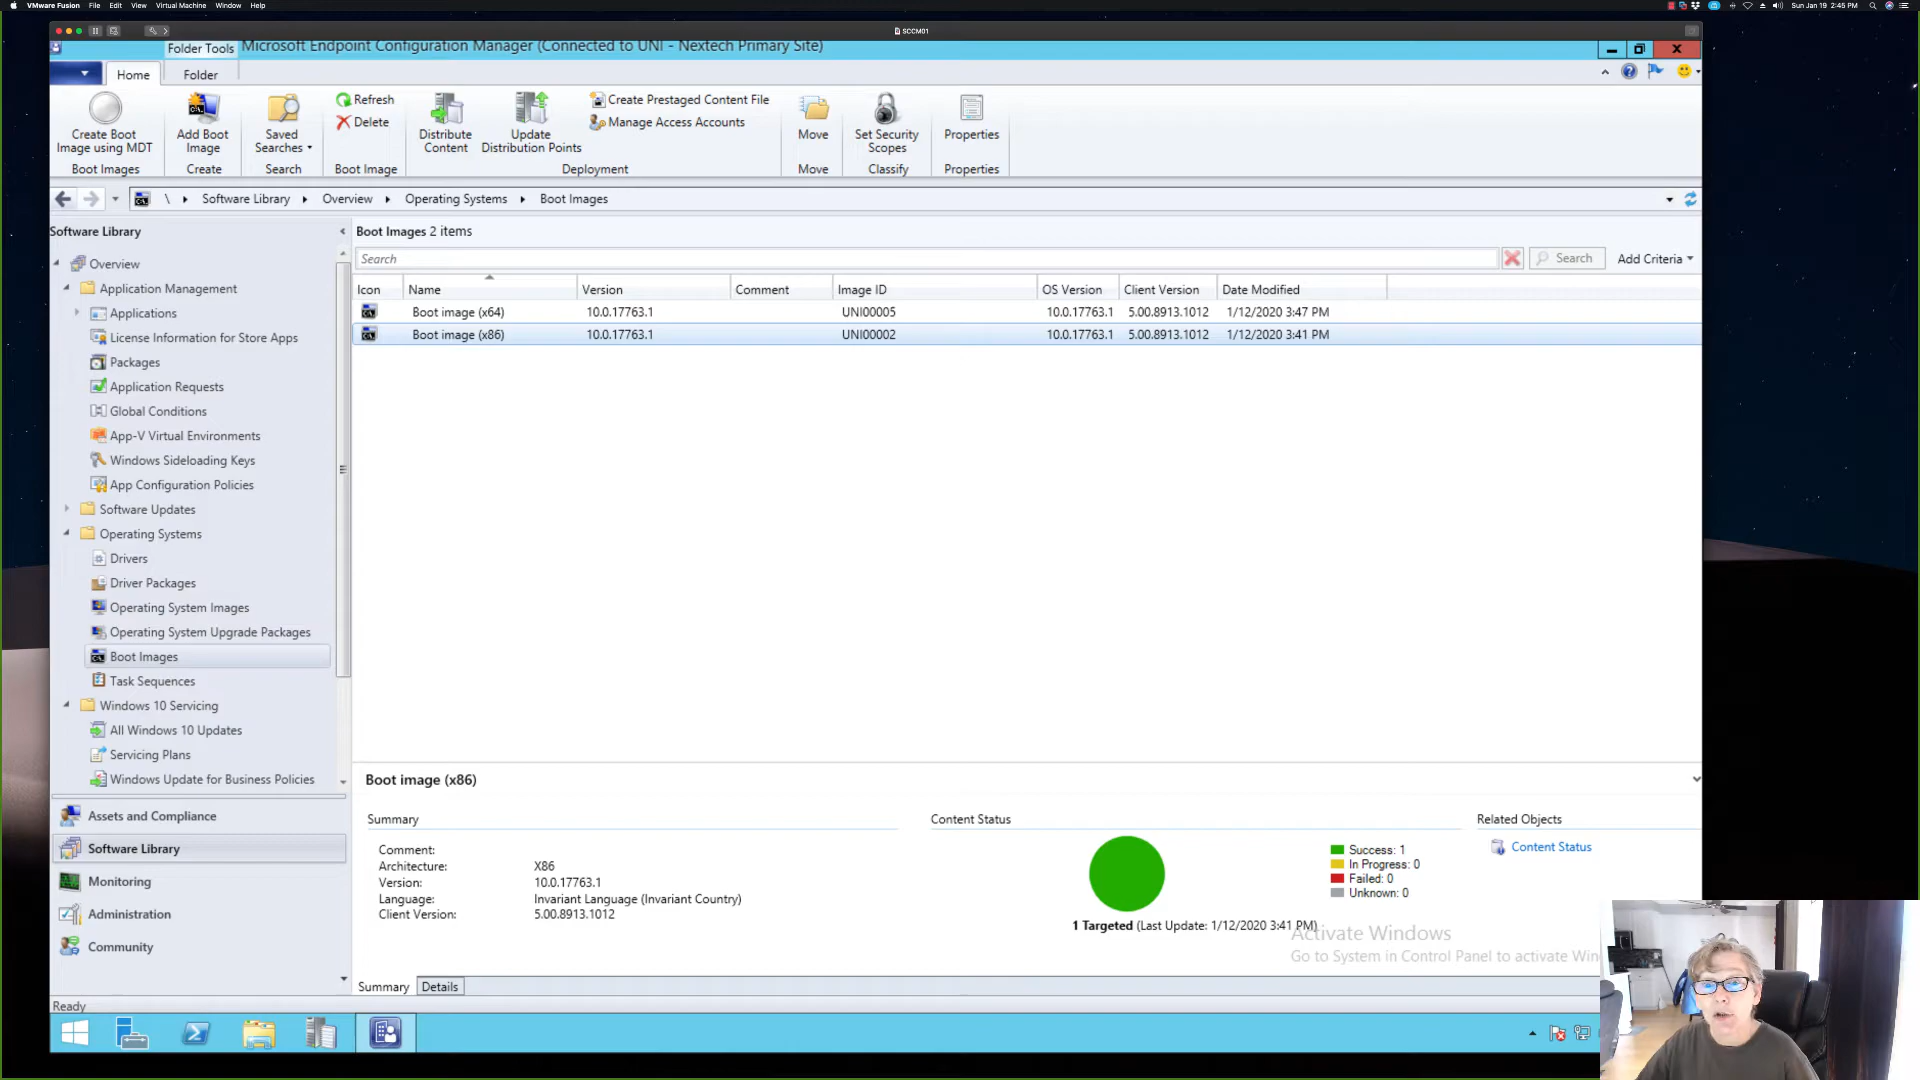 VMware Fusion File Edit View Virtual Machine Window Help Sun Jan 19 2:45 PM
SCCM01
Folder Tools Microsoft Endpoint Configuration Manager (Connected to UNI - Nextech Primary Site)
Home Folder
Create Boot Image using MDT
Boot Images
Add Boot Image
Create
Saved Searches
Search
Refresh
Delete
Boot Image
Distribute Content
Update Distribution Points
Create Prestaged Content File
Manage Access Accounts
Deployment
Move
Move
Set Security Scopes
Classify
Properties
Properties
\ Software Library Overview Operating Systems Boot Images
Software Library
Overview
Application Management
Applications
License Information for Store Apps
Packages
Application Requests
Global Conditions
App-V Virtual Environments
Windows Sideloading Keys
App Configuration Policies
Software Updates
Operating Systems
Drivers
Driver Packages
Operating System Images
Operating System Upgrade Packages
Boot Images
Task Sequences
Windows 10 Servicing
All Windows 10 Updates
Servicing Plans
Windows Update for Business Policies
Assets and Compliance
Software Library
Monitoring
Administration
Community
Boot Images 2 items
Search Search Add Criteria
Icon Name Version Comment Image ID OS Version Client Version Date Modified
Boot image (x64) 10.0.17763.1 UNI00005 10.0.17763.1 5.00.8913.1012 1/12/2020 3:47 PM
Boot image (x86) 10.0.17763.1 UNI00002 10.0.17763.1 5.00.8913.1012 1/12/2020 3:41 PM
Boot image (x86)
Summary
Comment:
Architecture: X86
Version: 10.0.17763.1
Language: Invariant Language (Invariant Country)
Client Version: 5.00.8913.1012
Content Status
Success: 1
In Progress: 0
Failed: 0
Unknown: 0
1 Targeted (Last Update: 1/12/2020 3:41 PM)
Related Objects
Content Status
Activate Windows
Go to System in Control Panel to activate
Summary Details
Ready